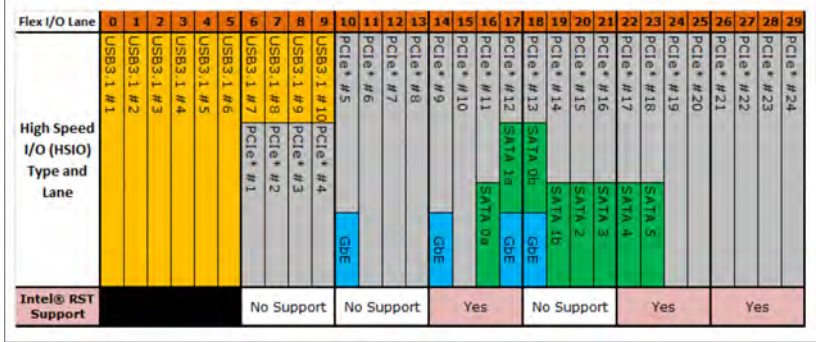 Flex I/O Lane 0 1 2 3 4 5 6 7 8 9 10 11 12 13 14 15 16 17 18 19 20 21 22 23 24 25 26 27 28 29
High Speed
I/O (HSIO)
Type and
Lane
USB3.1 #1
USB3.1 #2
USB3.1 #3
USB3.1 #4
USB3.1 #5
USB3.1 #6
USB3.1 #7
PCIe* #1
USB3.1 #8
PCIe* #2
USB3.1 #9
PCIe* #3
USB3.1 #10
PCIe* #4
PCIe* #5
GbE
PCIe* #6
PCIe* #7
PCIe* #8
PCIe* #9
GbE
PCIe* #10
PCIe* #11
SATA 0a
PCIe* #12
SATA 1a
GbE
PCIe* #13
SATA 0b
GbE
PCIe* #14
SATA 1b
PCIe* #15
SATA 2
PCIe* #16
SATA 3
PCIe* #17
SATA 4
PCIe* #18
SATA 5
PCIe* #19
PCIe* #20
PCIe* #21
PCIe* #22
PCIe* #23
PCIe* #24
Intel® RST
Support
No Support
No Support
Yes
No Support
Yes
Yes